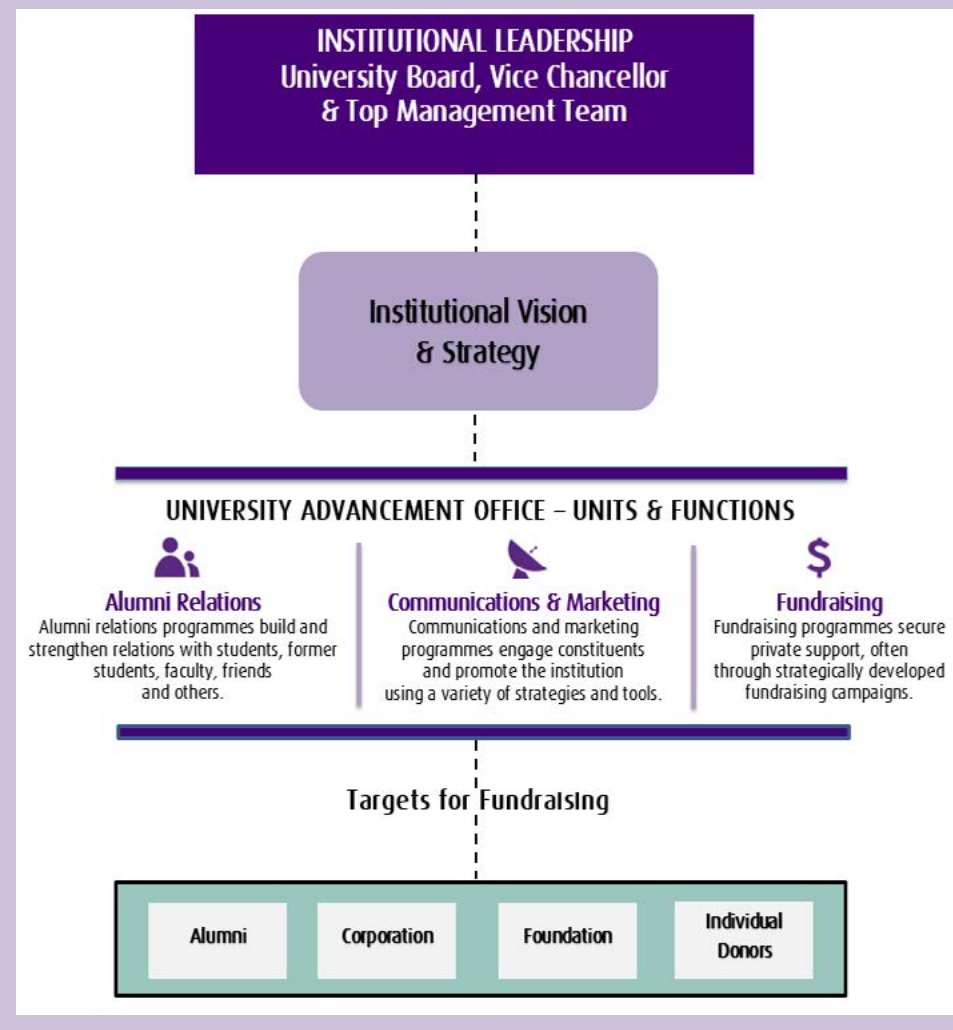 INSTITUTIONAL LEADERSHIP
University Board, Vice Chancellor
& Top Management Team
Institutional Vision
& Strategy
UNIVERSITY ADVANCEMENT OFFICE – UNITS & FUNCTIONS
Alumni Relations
Alumni relations programmes build and
strengthen relations with students, former
students, faculty, friends
and others.
Communications & Marketing
Communications and marketing
programmes engage constituents
and promote the institution
using a variety of strategies and tools.
$
Fundraising
Fundraising programmes secure
private support, often
through strategically developed
fundraising campaigns.
Targets for Fundraising
Alumni
Corporation
Foundation
Individual
Donors